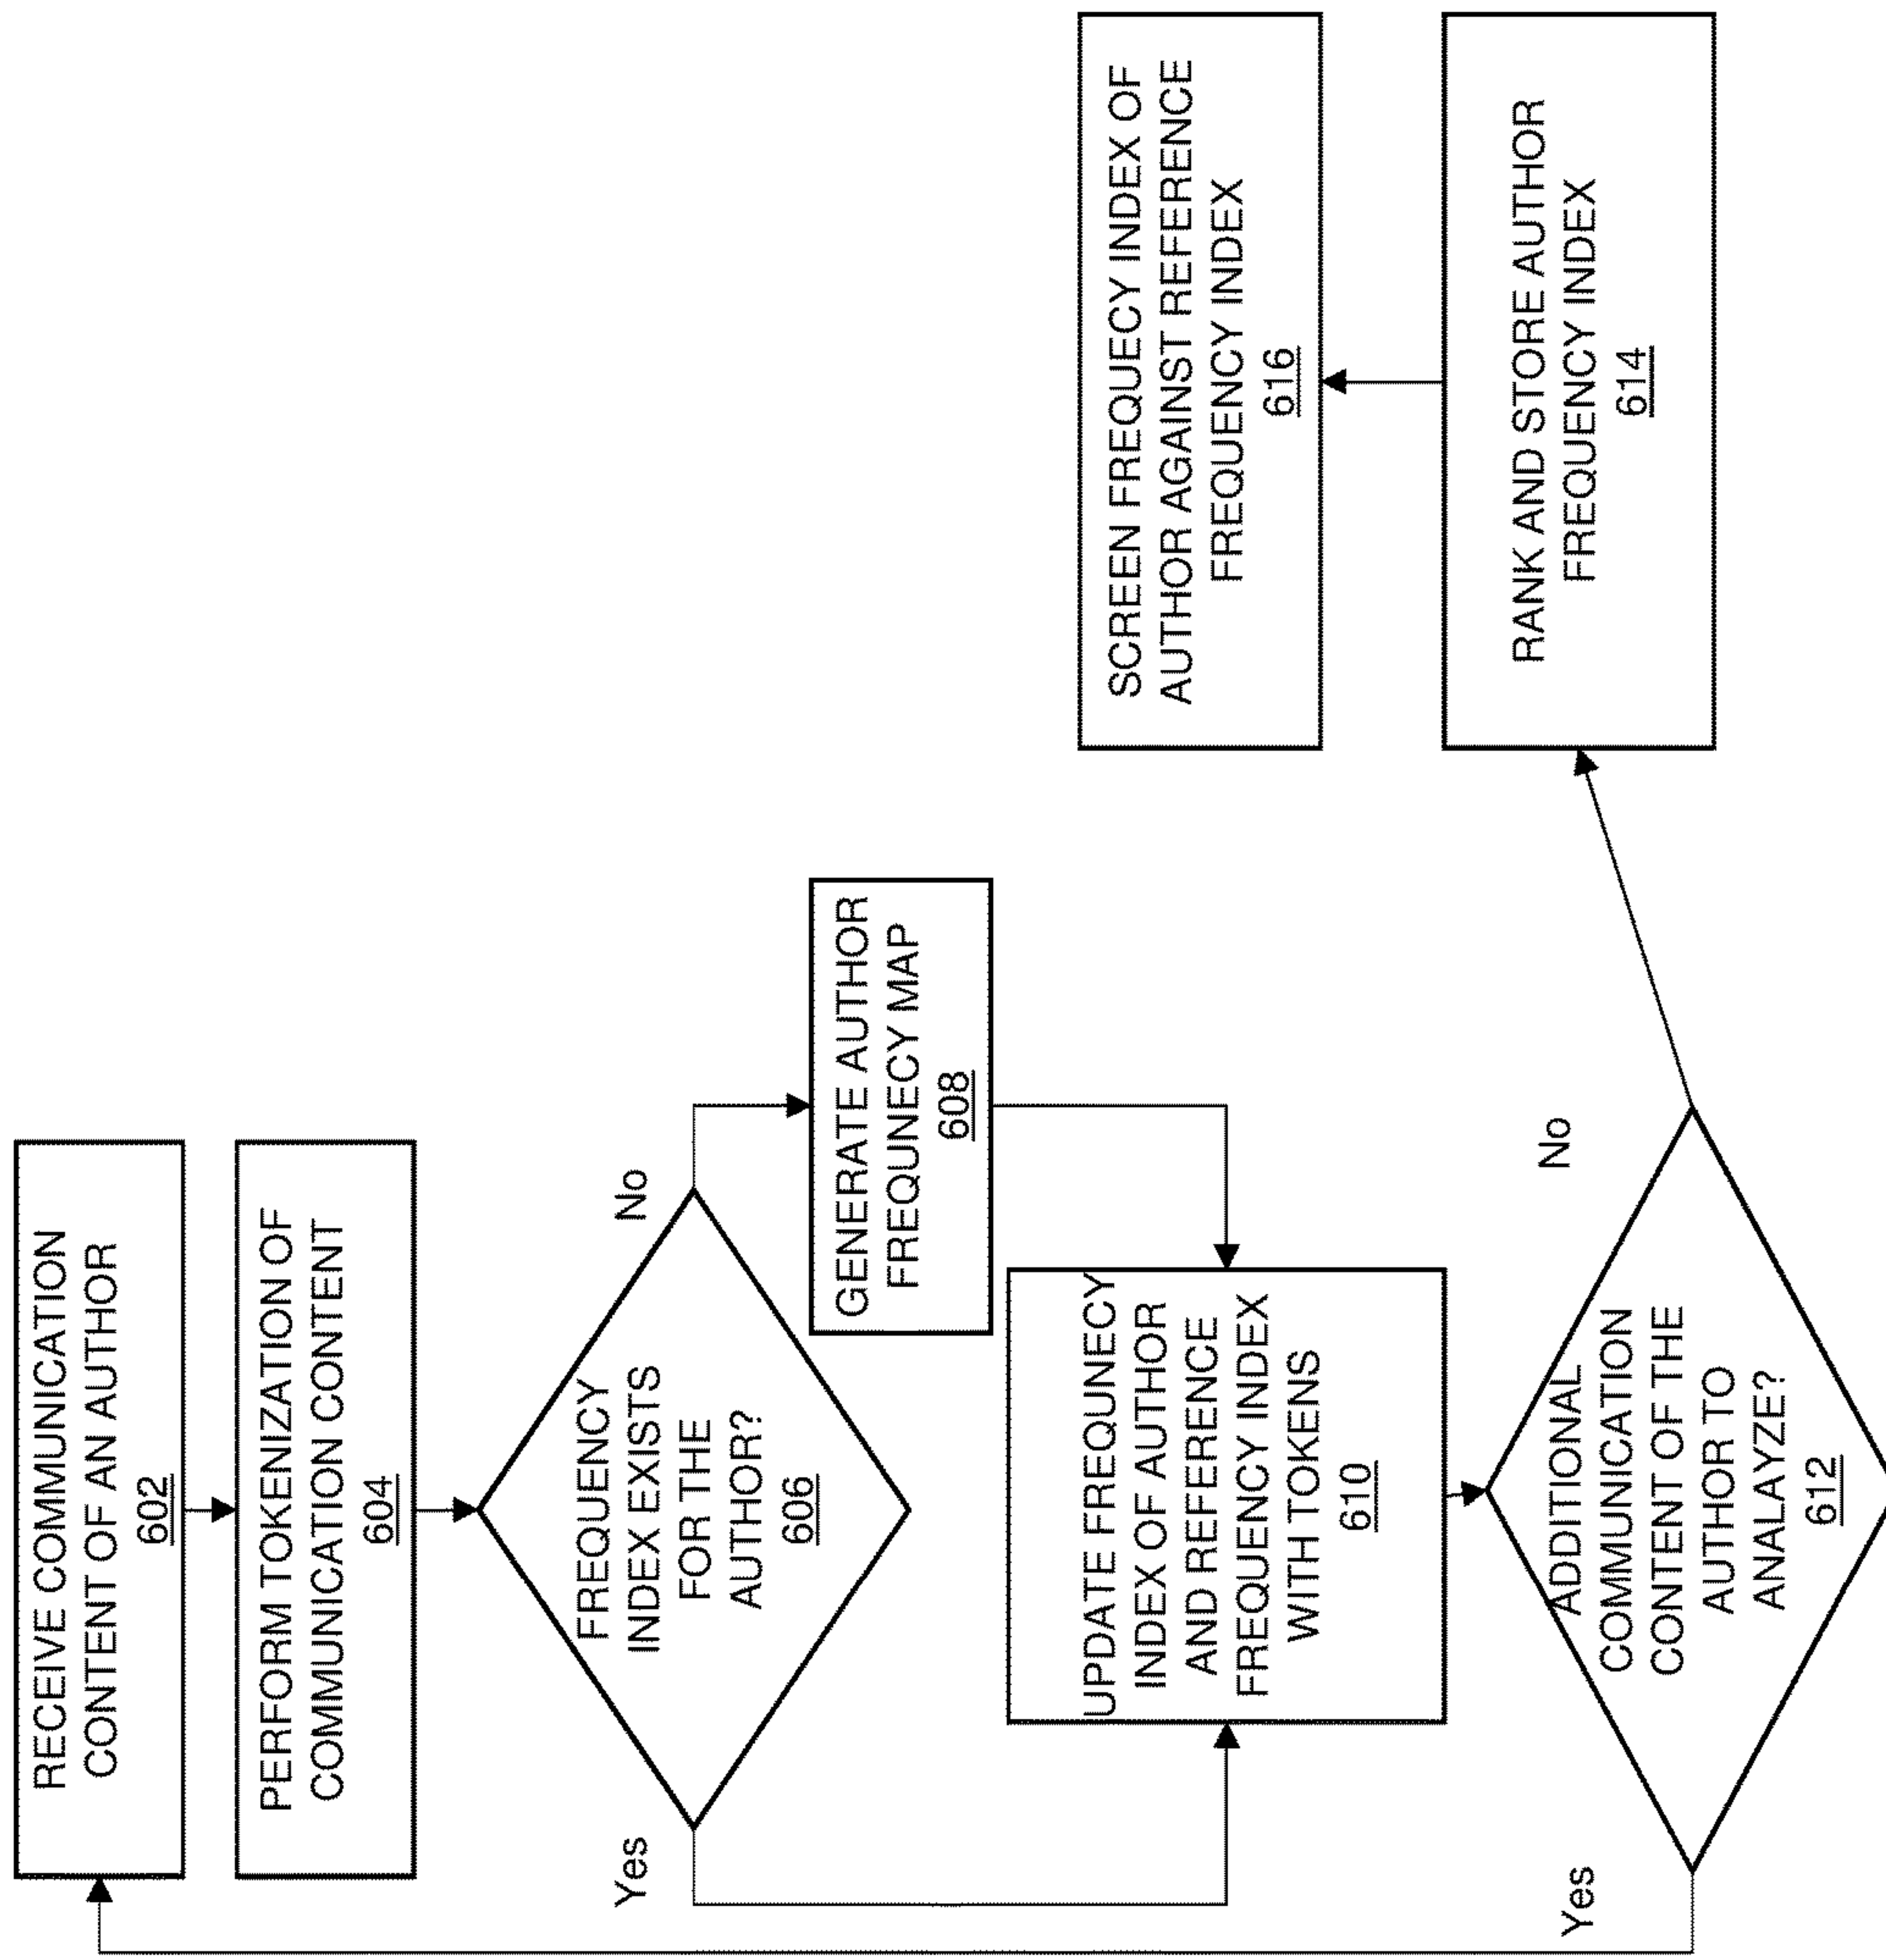 RECEIVE COMMUNICATION
CONTENT OF AN AUTHOR
602
PERFORM TOKENIZATION OF
COMMUNICATION CONTENT
604
FREQUENCY
INDEX EXISTS
FOR THE
AUTHOR?
606
Yes
No
GENERATE AUTHOR
FREQUNECY MAP
608
UPDATE FREQUNECY
INDEX OF AUTHOR
AND REFERENCE
FREQUENCY INDEX
WITH TOKENS
610
ADDITIONAL
COMMUNICATION
CONTENT OF THE
AUTHOR TO
ANALAYZE?
612
Yes
No
RANK AND STORE AUTHOR
FREQUENCY INDEX
614
SCREEN FREQUECY INDEX OF
AUTHOR AGAINST REFERENCE
FREQUENCY INDEX
616